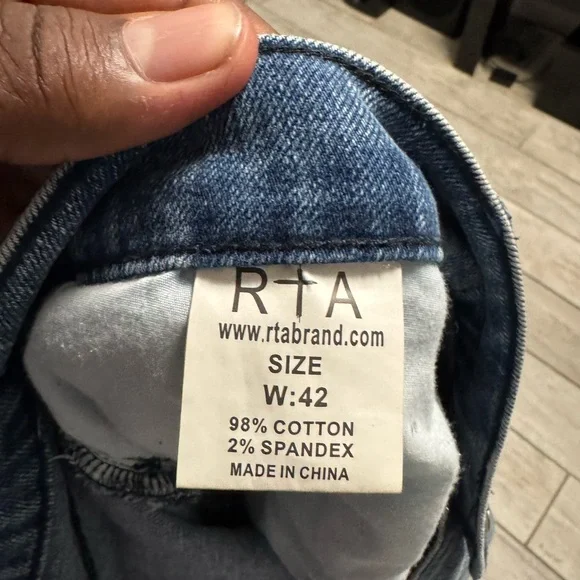 R†A
www.rtabrand.com
SIZE
W:42
98% COTTON
2% SPANDEX
MADE IN CHINA